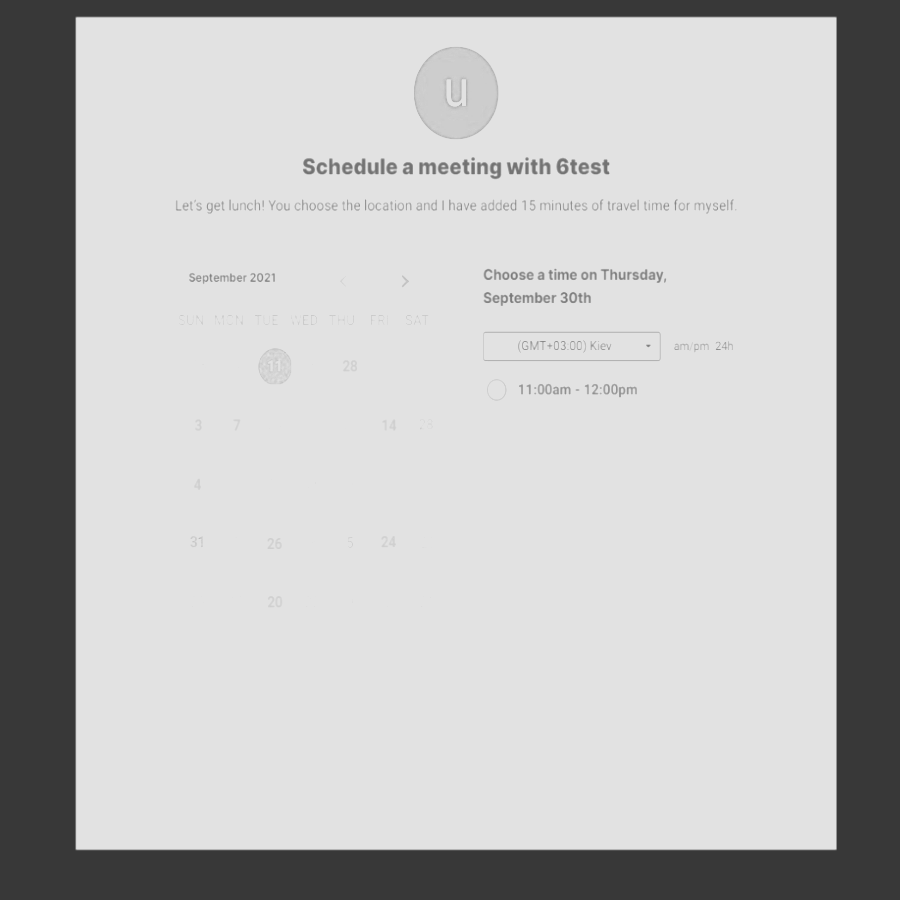 u
Schedule a meeting with 6test
Let's get lunch! You choose the location and I have added 15 minutes of travel time for myself.
September 2021
SUN MON TUE WED THU FRI SAT
11 28
3 7 14 28
4
31 26 5 24
20
Choose a time on Thursday,
September 30th
(GMT+03:00) Kiev am/pm 24h
11:00am - 12:00pm